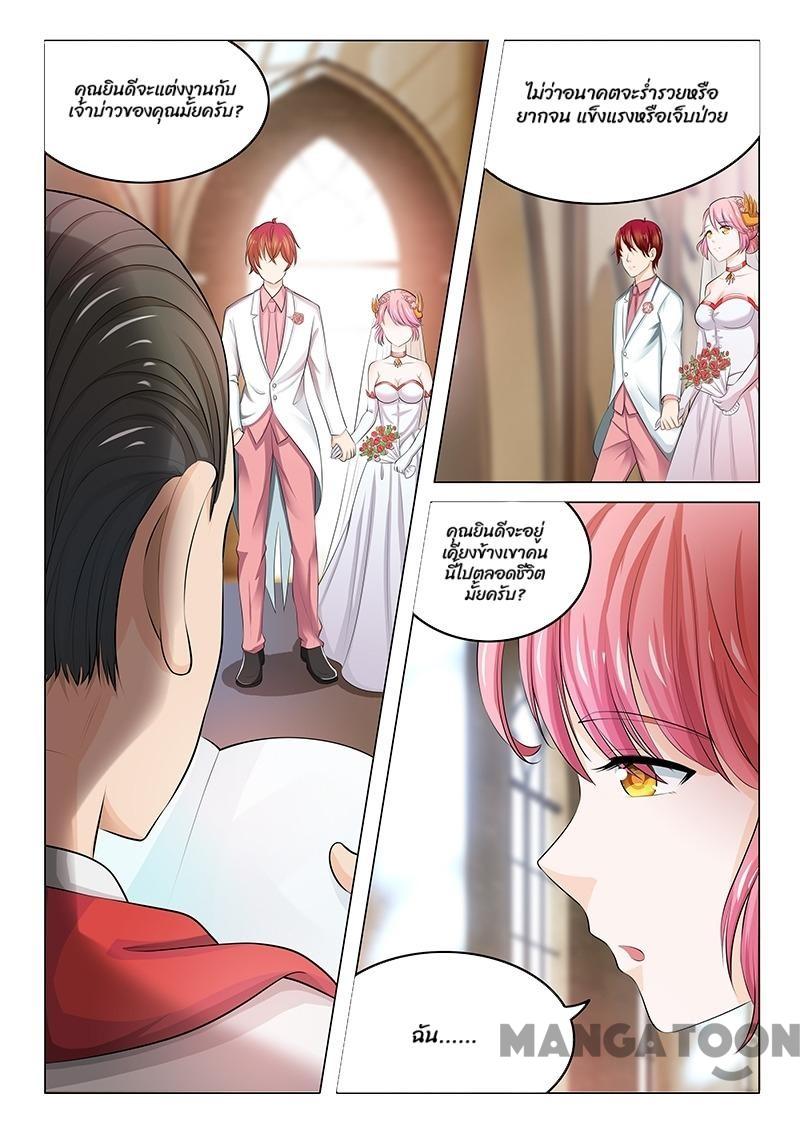 คุณยินดีจะแต่งงานกับ
เจ้าบ่าวของคุณมั้ยครับ?
ไม่ว่าอนาคตจะร่ำรวยหรือ
ยากจน แข็งแรงหรือเจ็บป่วย
คุณยินดีจะอยู่
เคียงข้างเขาคน
นี้ไปตลอดชีวิต
มั้ยครับ?
ฉัน......
MANGATOON